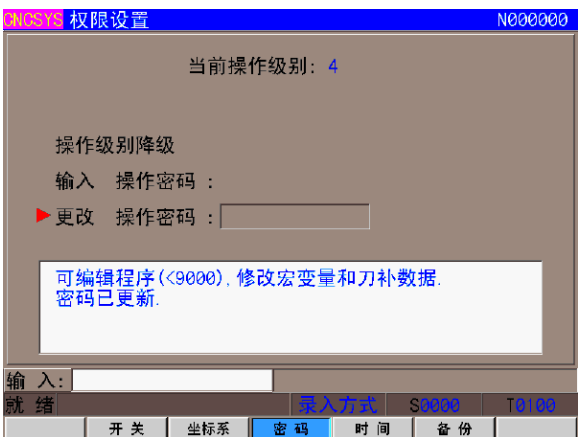 CNCSYS 权限设置 N000000
当前操作级别: 4
操作级别降级
输入 操作密码 :
更改 操作密码 :
可编辑程序(<9000), 修改宏变量和刀补数据.
密码已更新.
输 入:
就 绪 录入方式 S0000 T0100
开 关 坐标系 密 码 时 间 备 份